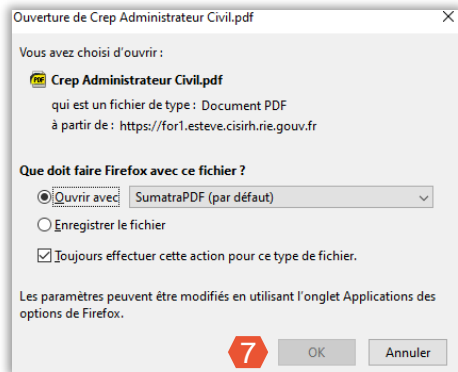 Ouverture de Crep Administrateur Civil.pdf
Vous avez choisi d'ouvrir :
PDF Crep Administrateur Civil.pdf
qui est un fichier de type : Document PDF
à partir de : https://for1.esteve.cisirh.rie.gouv.fr
Que doit faire Firefox avec ce fichier ?
Ouvrir avec SumatraPDF (par défaut)
Enregistrer le fichier
Toujours effectuer cette action pour ce type de fichier.
Les paramètres peuvent être modifiés en utilisant l'onglet Applications des
options de Firefox.
7 OK Annuler